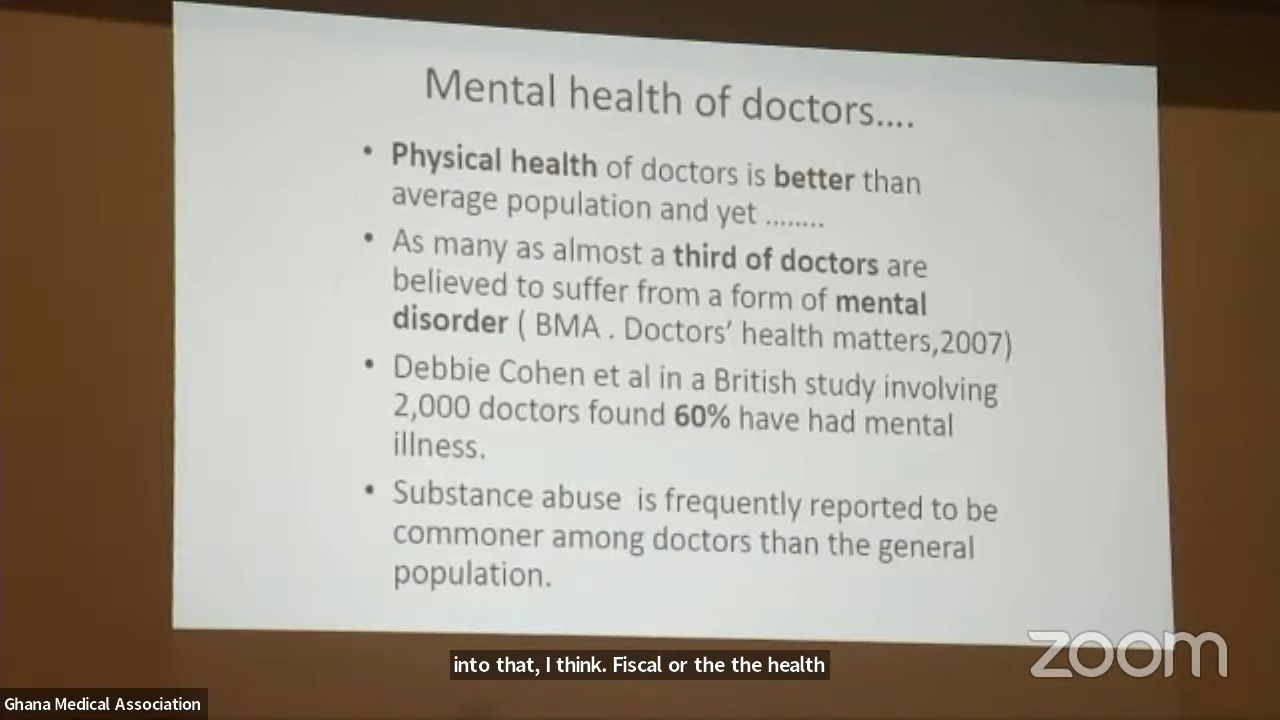 Mental health of doctors....
• Physical health of doctors is better than
average population and yet ........
• As many as almost a third of doctors are
believed to suffer from a form of mental
disorder ( BMA . Doctors' health matters,2007)
• Debbie Cohen et al in a British study involving
2,000 doctors found 60% have had mental
illness.
• Substance abuse is frequently reported to be
commoner among doctors than the general
population.
zoom
into that, I think. Fiscal or the the health
Ghana Medical Association